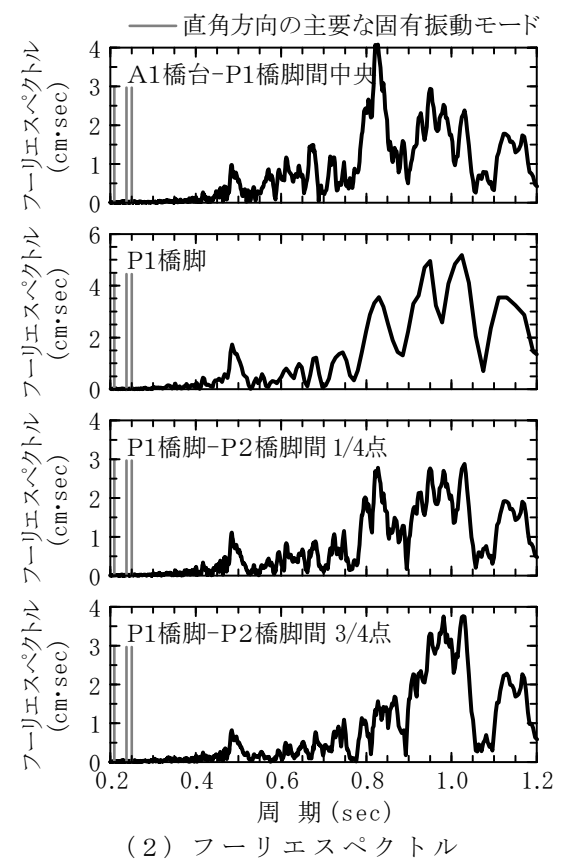 直角方向の主要な固有振動モード
A1橋台-P1橋脚間中央
フーリエスペクトル
(cm･sec)
4
3
2
1
0
P1橋脚
フーリエスペクトル
(cm･sec)
6
4
2
0
P1橋脚-P2橋脚間 1/4点
フーリエスペクトル
(cm･sec)
4
3
2
1
0
P1橋脚-P2橋脚間 3/4点
フーリエスペクトル
(cm･sec)
4
3
2
1
0
0.2 0.4 0.6 0.8 1.0 1.2
周 期 (sec)
(2) フーリエスペクトル